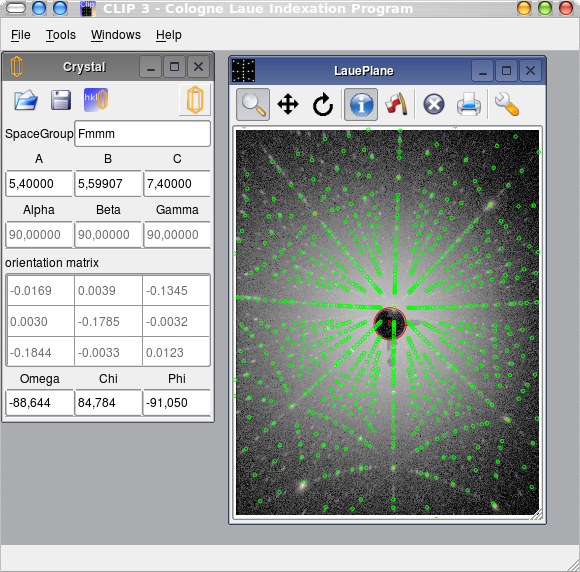 CLIP 3 - Cologne Laue Indexation Program
File Tools Windows Help
Crystal
hkl
SpaceGroup Fmmm
A B C
5,40000 5,59907 7,40000
Alpha Beta Gamma
90,00000 90,00000 90,00000
orientation matrix
-0.0169 0.0039 -0.1345
0.0030 -0.1785 -0.0032
-0.1844 -0.0033 0.0123
Omega Chi Phi
-88,644 84,784 -91,050
LauePlane